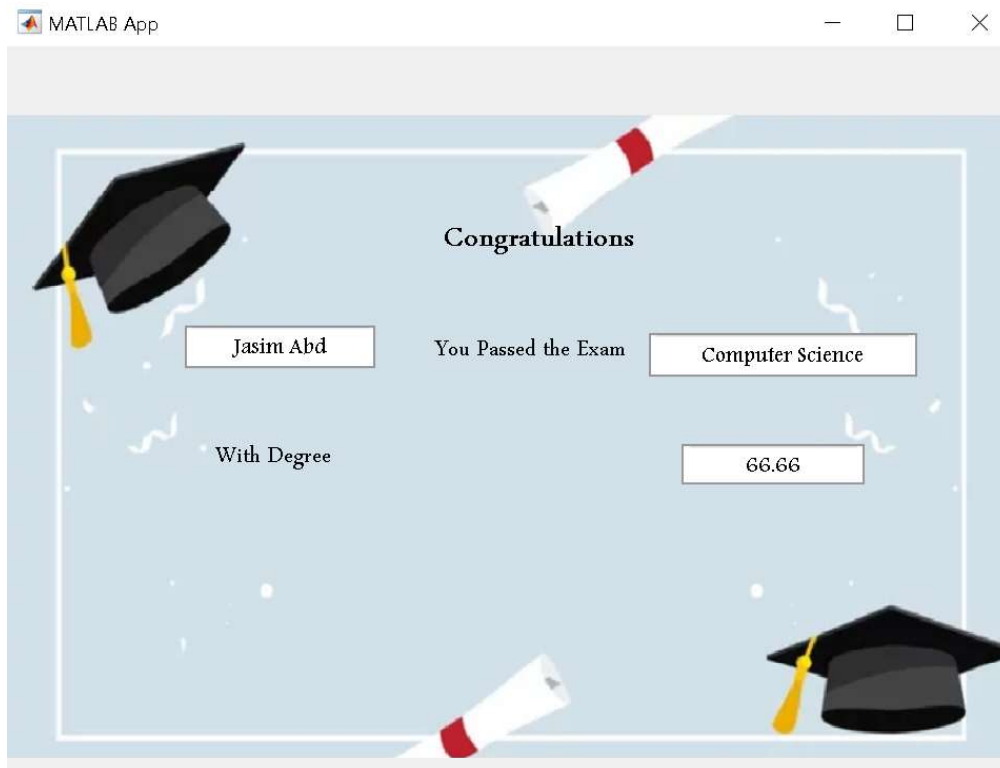 MATLAB App
Congratulations
Jasim Abd You Passed the Exam Computer Science
With Degree 66.66